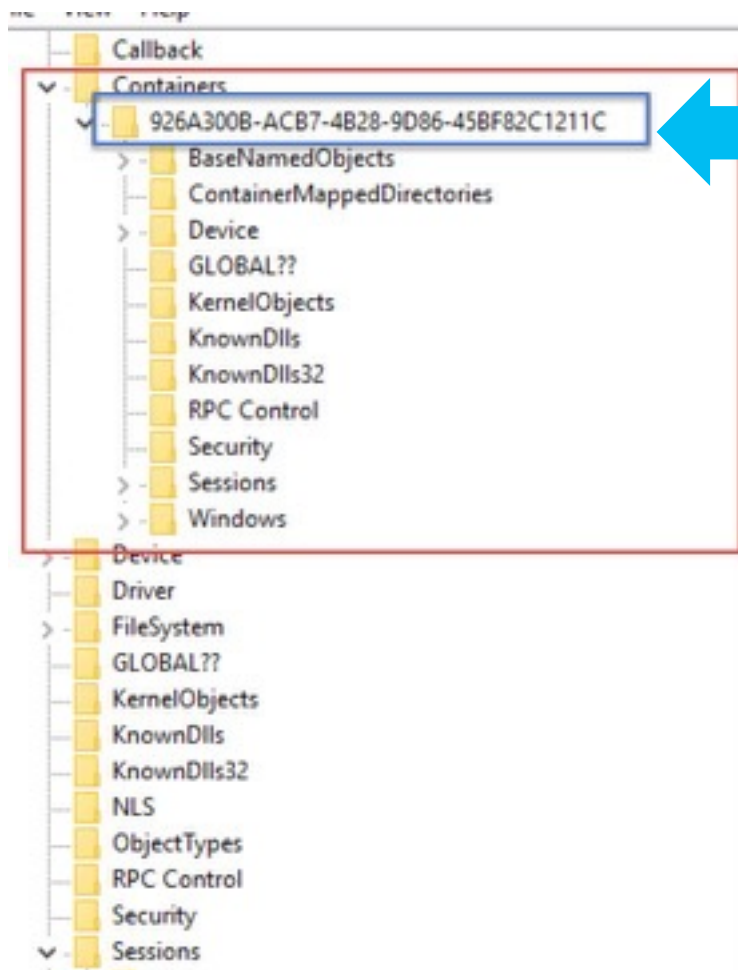 Callback
Containers
926A300B-ACB7-4B28-9D86-45BF82C1211C
BaseNamedObjects
ContainerMappedDirectories
Device
GLOBAL??
KernelObjects
KnownDlls
KnownDlls32
RPC Control
Security
Sessions
Windows
Device
Driver
FileSystem
GLOBAL??
KernelObjects
KnownDlls
KnownDlls32
NLS
ObjectTypes
RPC Control
Security
Sessions